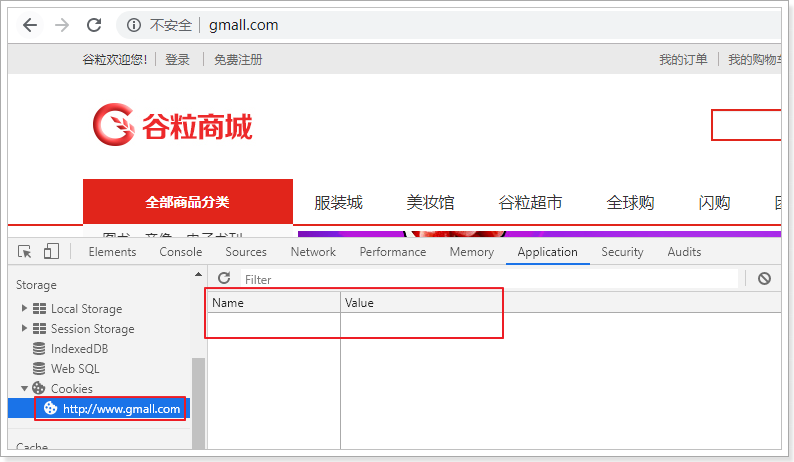 不安全 gmall.com
谷粒欢迎您! 登录 免费注册 我的订单 我的购物车
谷粒商城
全部商品分类 服装城 美妆馆 谷粒超市 全球购 闪购
Elements Console Sources Network Performance Memory Application Security Audits
Storage
Filter
Local Storage
Name Value
Session Storage
IndexedDB
Web SQL
Cookies
http://www.gmall.com
Cache